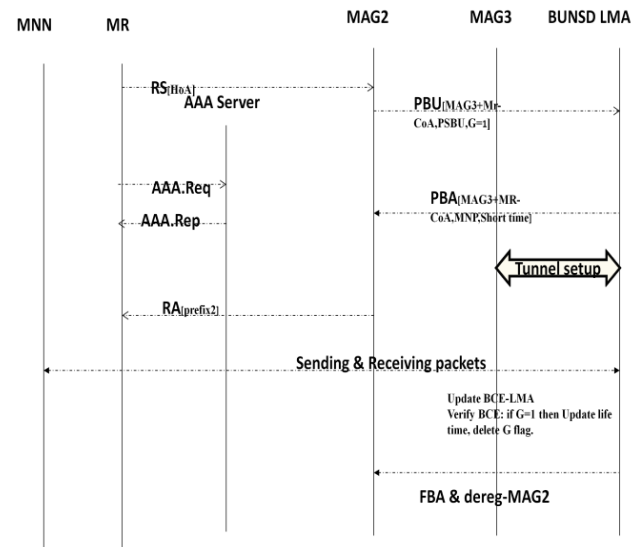 MNN
MR
MAG2
MAG3
BUNSD LMA
RS[HoA]
AAA Server
PBU[MAG3+Mr-
CoA,PSBU,G=1]
AAA.Req
PBA[MAG3+MR-
CoA,MNP,Short time]
AAA.Rep
Tunnel setup
RA[prefix2]
Sending & Receiving packets
Update BCE-LMA
Verify BCE: if G=1 then Update life
time, delete G flag.
FBA & dereg-MAG2